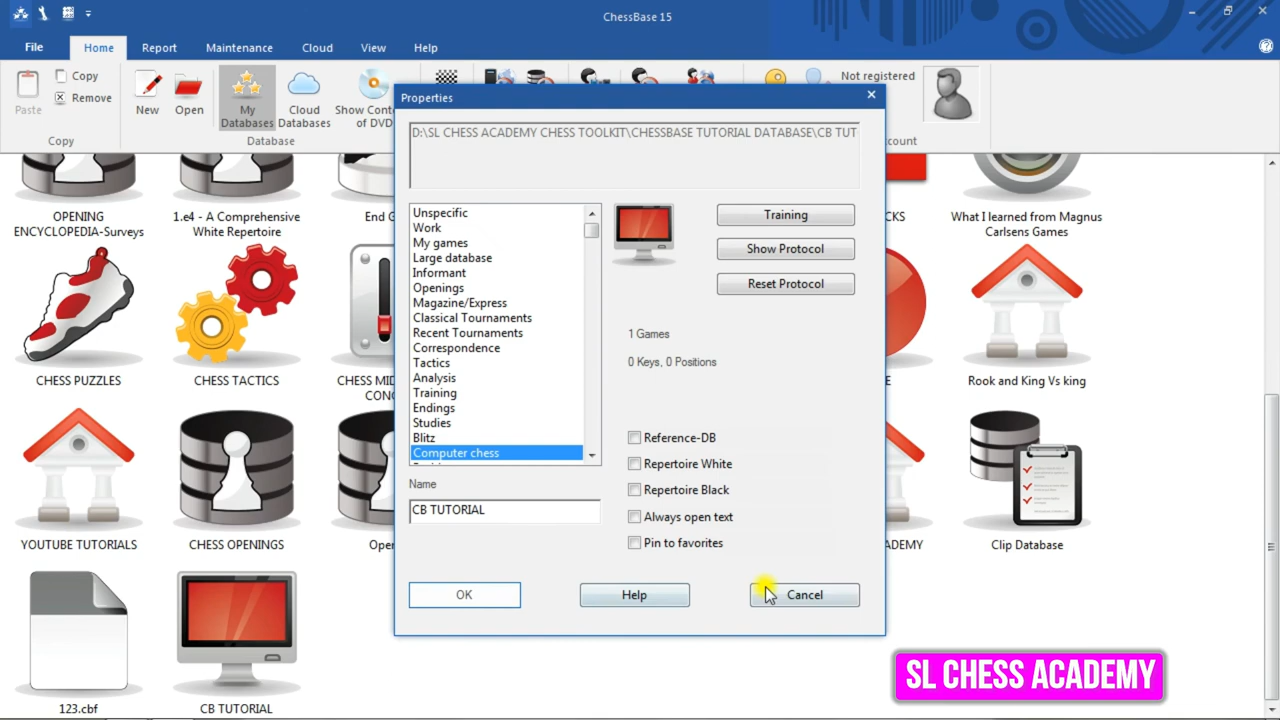 ChessBase 15
File Home Report Maintenance Cloud View Help
Paste
Copy
Remove
Copy
New
Open
My Databases
Cloud Databases
Show Cont
of DVD
Database
Not registered
count
Properties
D:\SL CHESS ACADEMY CHESS TOOLKIT\CHESSBASE TUTORIAL DATABASE\CB TUT
Unspecific
Work
My games
Large database
Informant
Openings
Magazine/Express
Classical Tournaments
Recent Tournaments
Correspondence
Tactics
Analysis
Training
Endings
Studies
Blitz
Computer chess
Name
CB TUTORIAL
Training
Show Protocol
Reset Protocol
1 Games
0 Keys, 0 Positions
Reference-DB
Repertoire White
Repertoire Black
Always open text
Pin to favorites
OK
Help
Cancel
OPENING
ENCYCLOPEDIA-Surveys
1.e4 - A Comprehensive
White Repertoire
End G
CKS
What I learned from Magnus
Carlsens Games
CHESS PUZZLES
CHESS TACTICS
CHESS MID
CONC
E
Rook and King Vs king
YOUTUBE TUTORIALS
CHESS OPENINGS
Open
ADEMY
Clip Database
123.cbf
CB TUTORIAL
SL CHESS ACADEMY